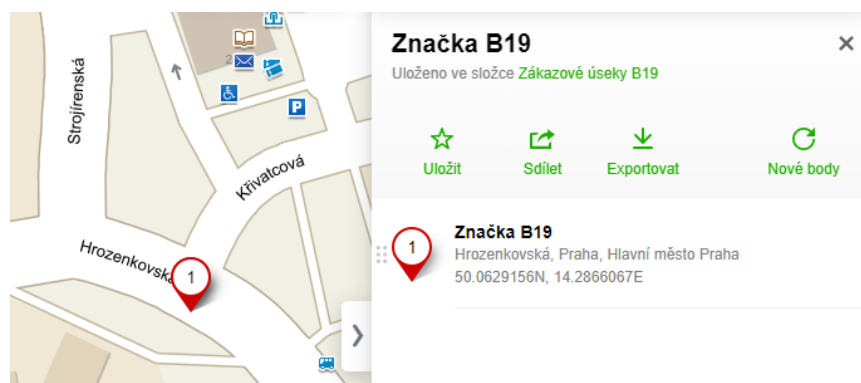 Strojírenská
Křivatcová
Hrozenkovská
1
P
Značka B19
Uloženo ve složce Zákazové úseky B19
Uložit
Sdílet
Exportovat
Nové body
1
Značka B19
Hrozenkovská, Praha, Hlavní město Praha
50.0629156N, 14.2866067E